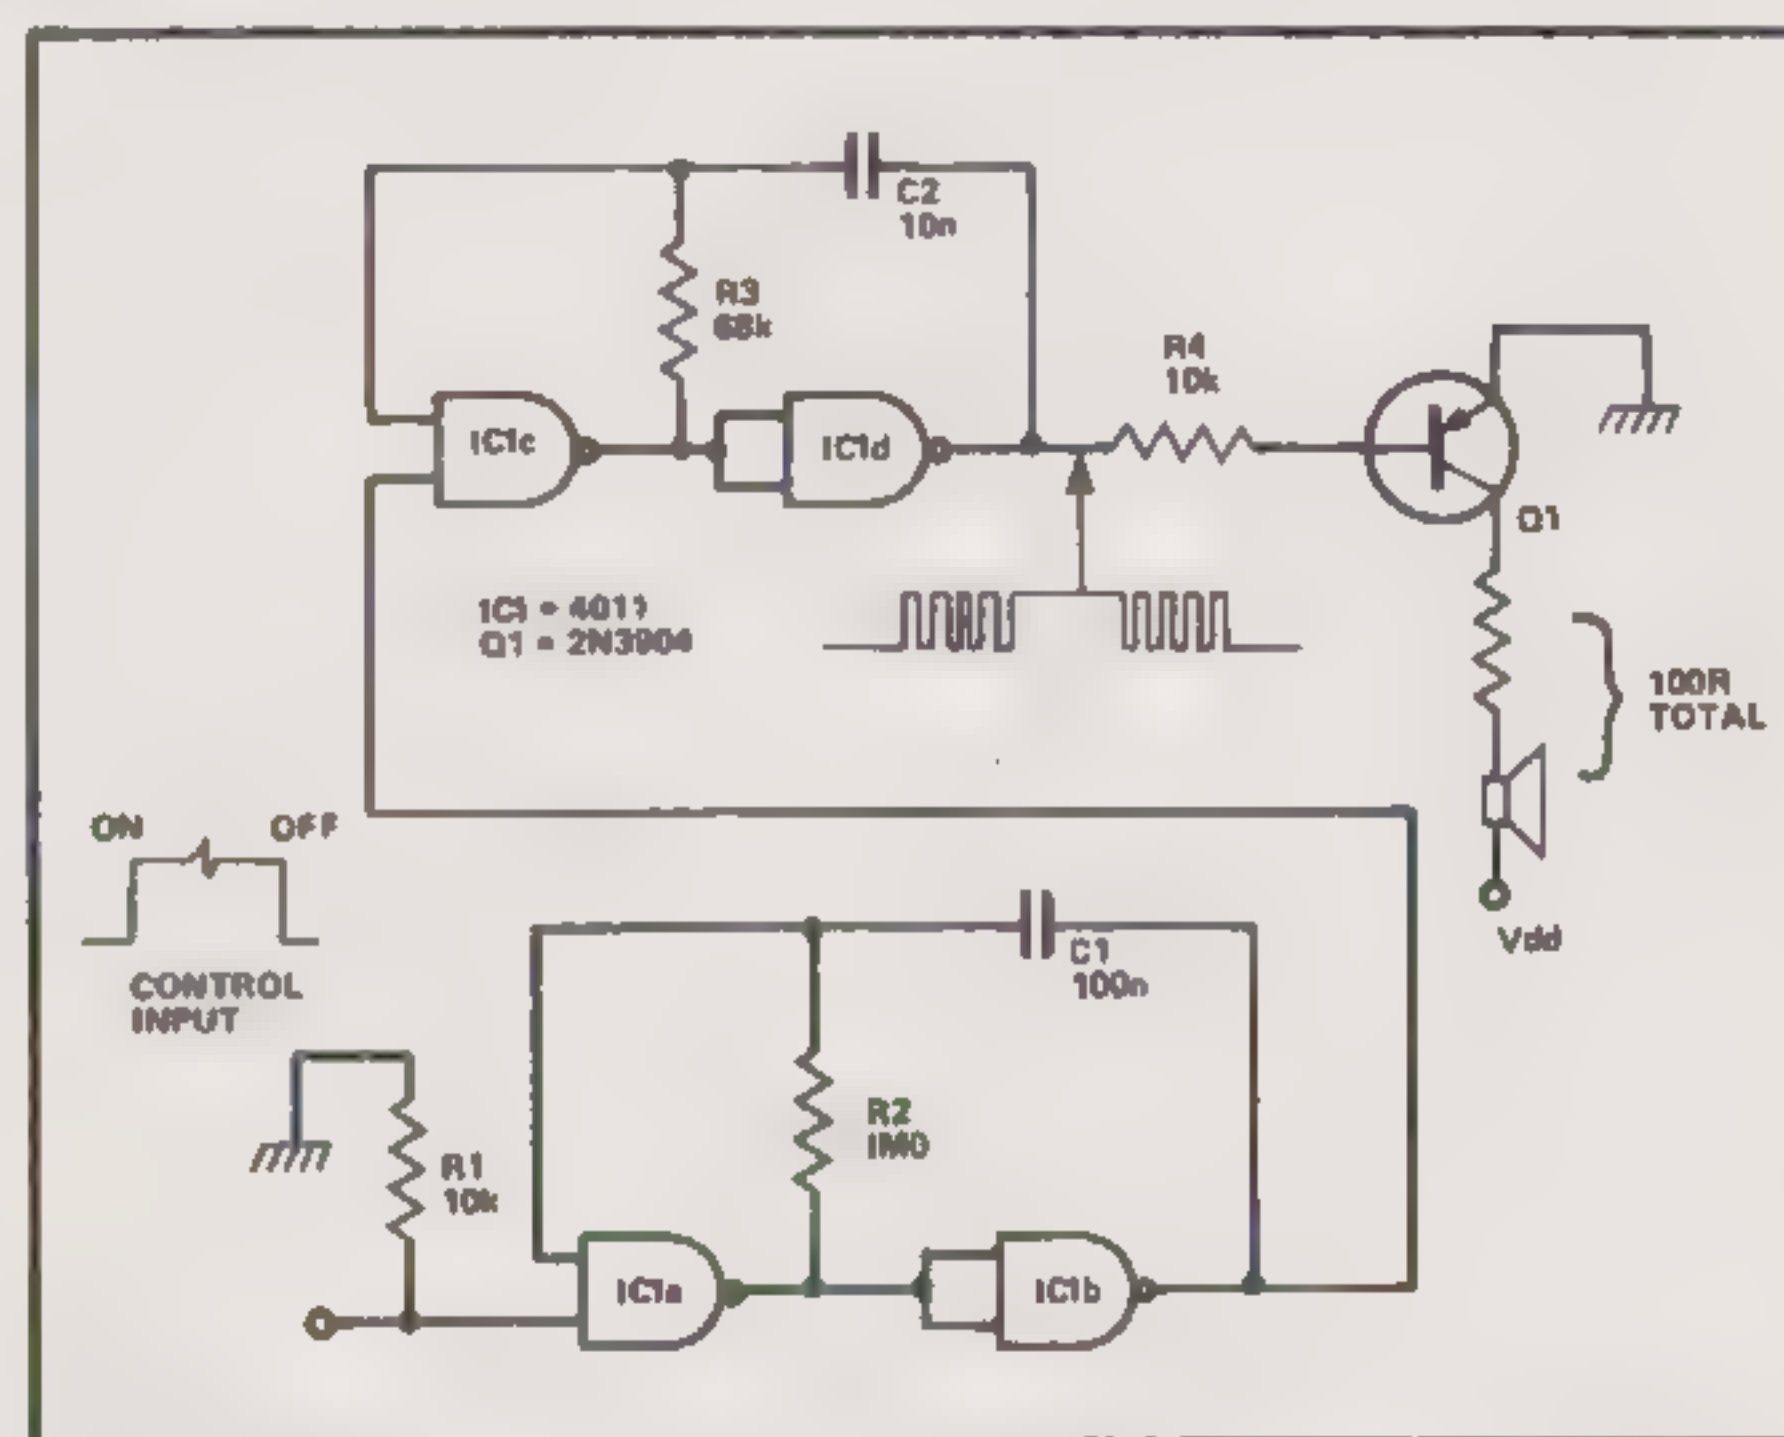 C2
10n
R3
68k
R4
10k
IC1c
IC1d
Q1
IC1 = 4011
Q1 = 2N3904
100R
TOTAL
ON
OFF
Vdd
C1
100n
CONTROL
INPUT
R2
1M0
R1
10k
IC1a
IC1b